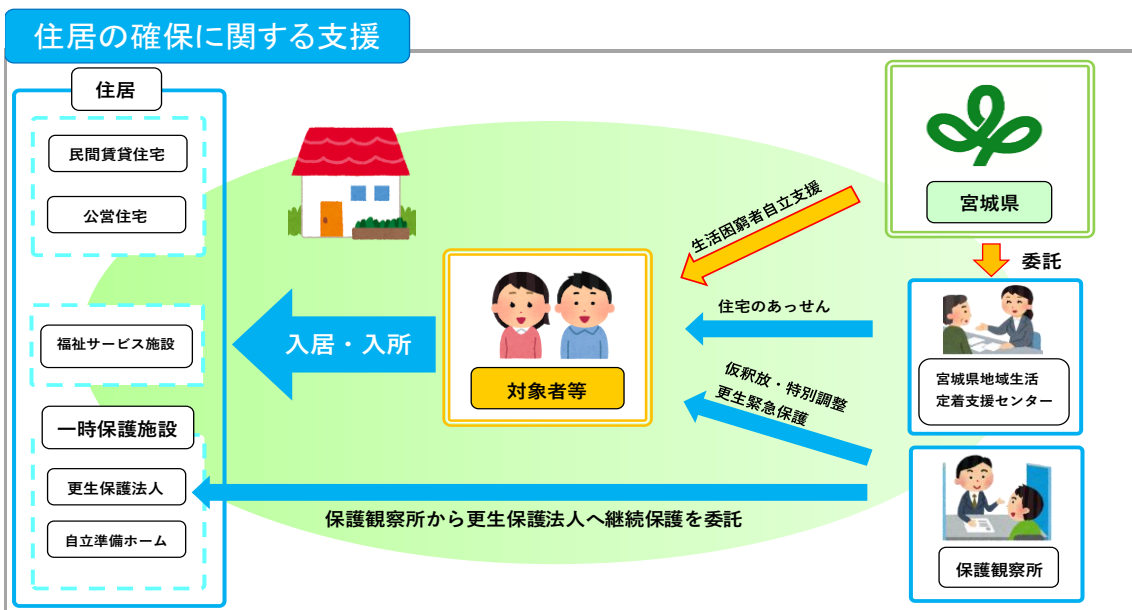 住居の確保に関する支援
住居
民間賃貸住宅
公営住宅
福祉サービス施設
一時保護施設
更生保護法人
自立準備ホーム
入居・入所
対象者等
生活困窮者自立支援
住宅のあっせん
仮釈放・特別調整
更生緊急保護
保護観察所から更生保護法人へ継続保護を委託
宮城県
委託
宮城県地域生活
定着支援センター
保護観察所